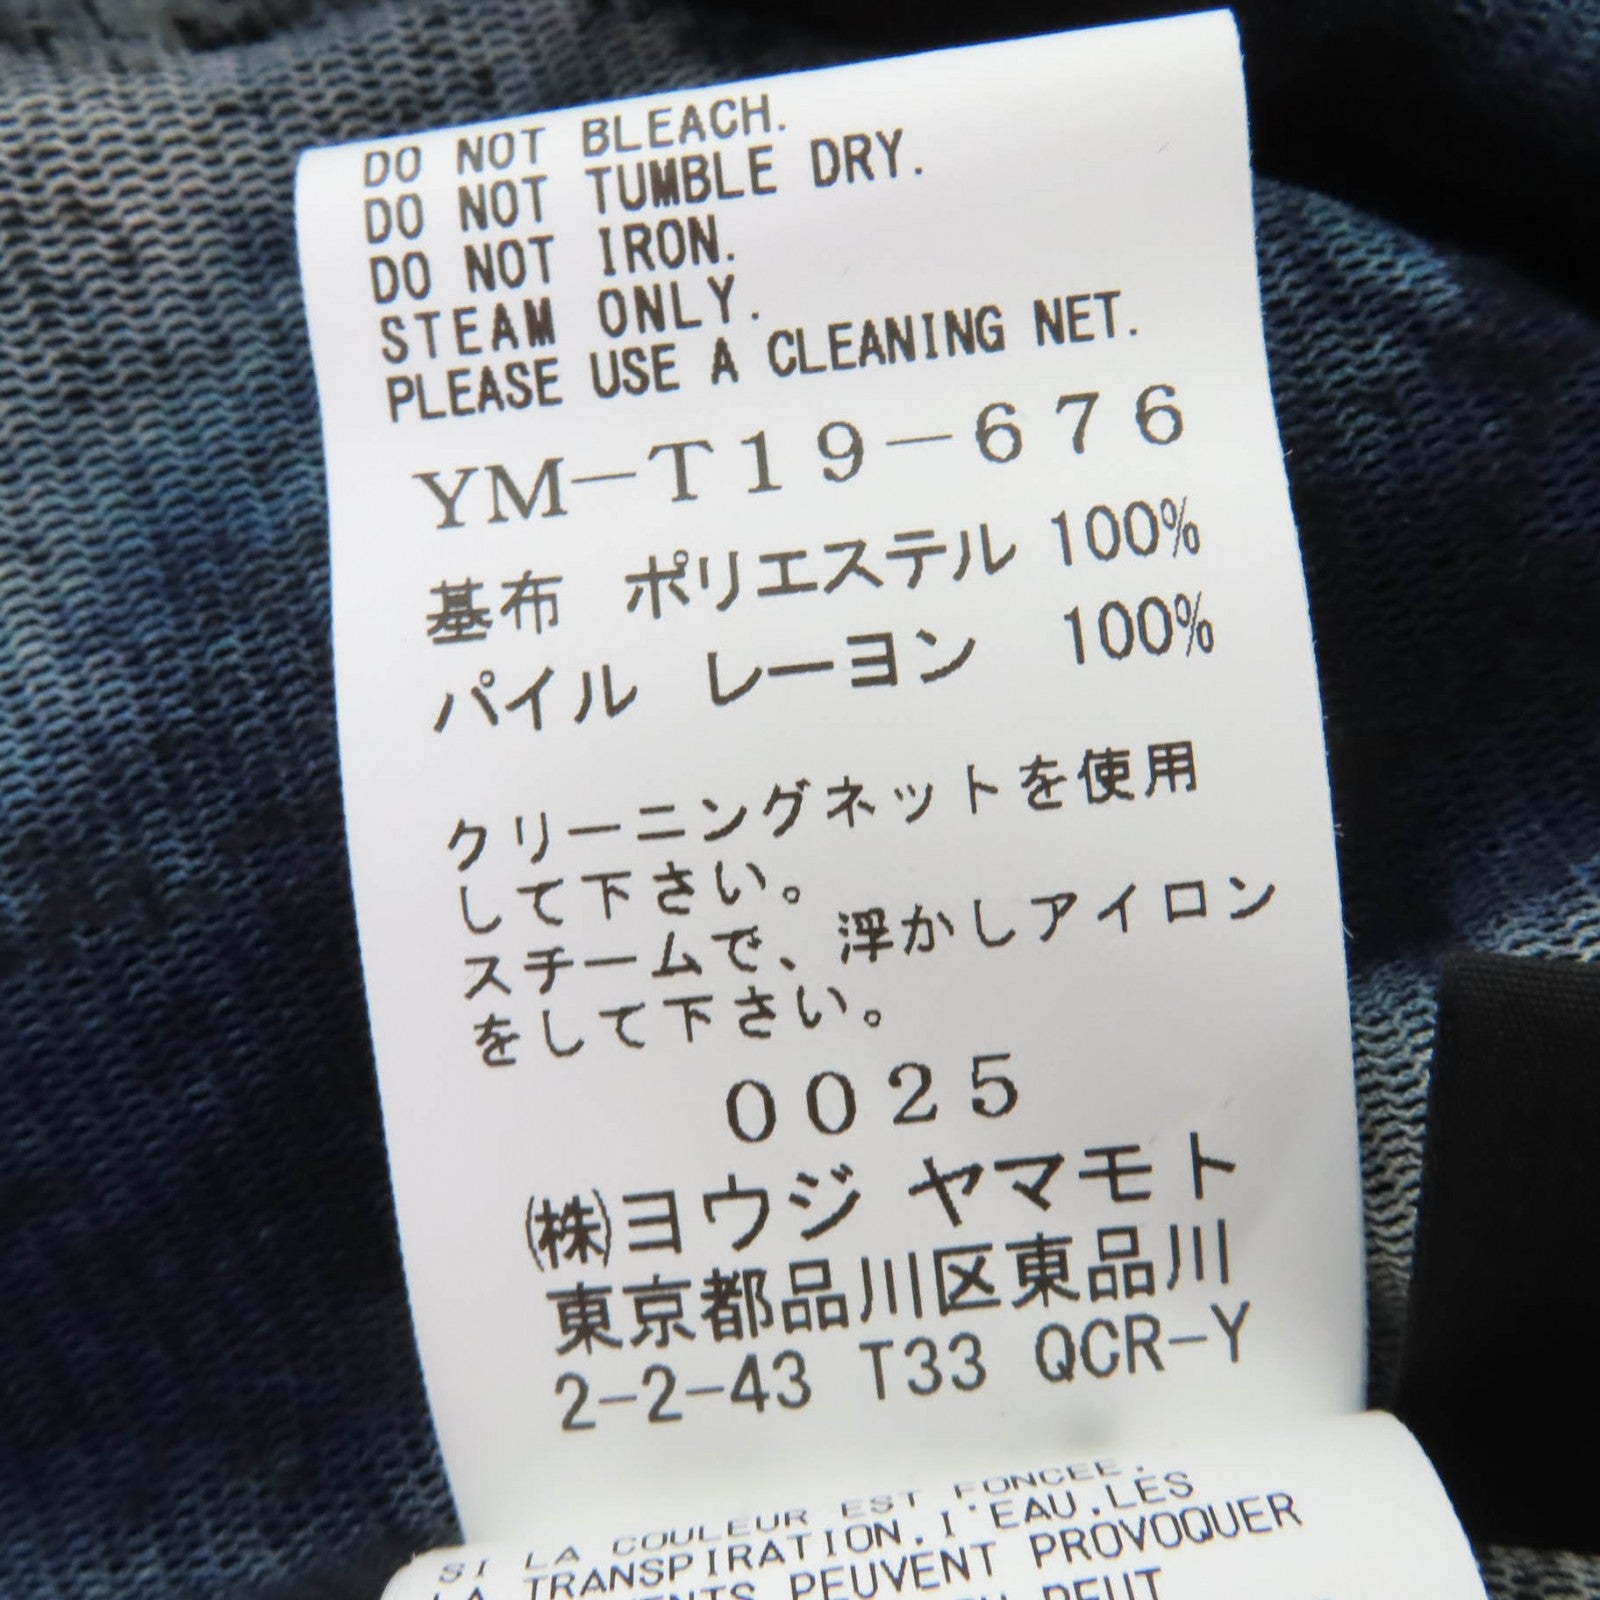 DO NOT BLEACH.
DO NOT TUMBLE DRY.
DO NOT IRON.
STEAM ONLY.
PLEASE USE A CLEANING NET.
YM-T19-676
基布 ポリエステル 100%
パイル レーヨン 100%
クリーニングネットを使用
して下さい。
スチームで、浮かしアイロン
をして下さい。
0025
㈱ヨウジ ヤマモト
東京都品川区東品川
2-2-43 T33 QCR-Y
SI LA COULEUR EST FONCEE.
LA TRANSPIRATION. I'EAU.LES
PEUVENT PROVOQUER
PEUT